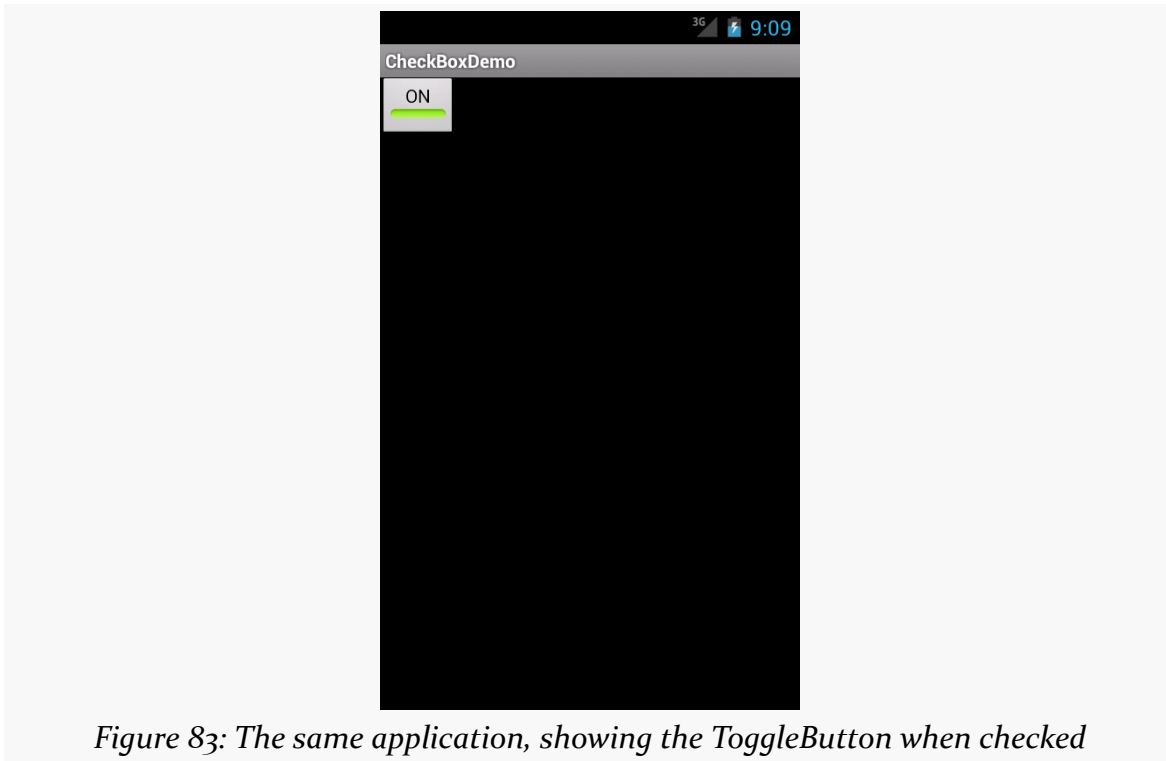 3G 9:09
CheckBoxDemo
ON
Figure 83: The same application, showing the ToggleButton when checked